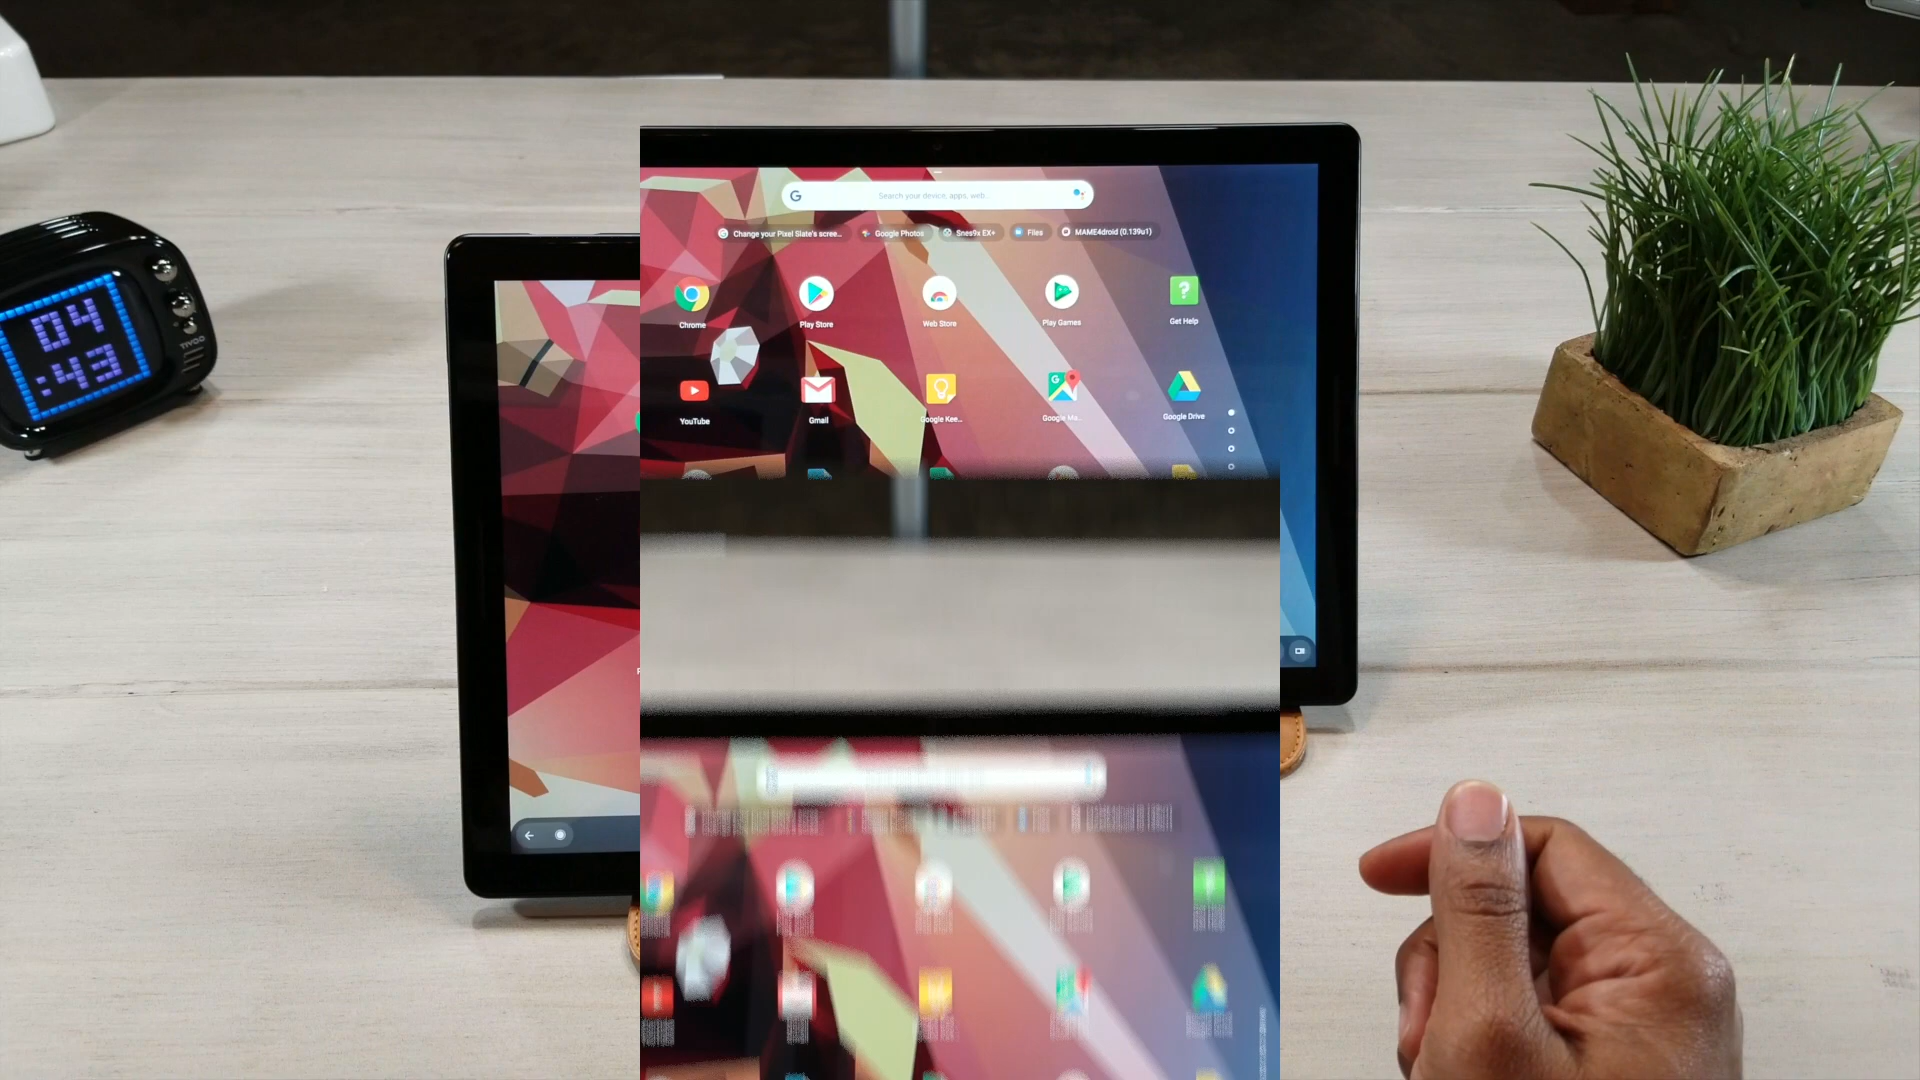 Search your device, apps, web...
Change your Pixel Slate's scree...
Google Photos
Snes9x EX+
Files
MAME4droid (0.139u1)
Chrome
Play Store
Web Store
Play Games
Get Help
YouTube
Gmail
Google Kee...
Google Ma...
Google Drive
04
:43
TIVOO